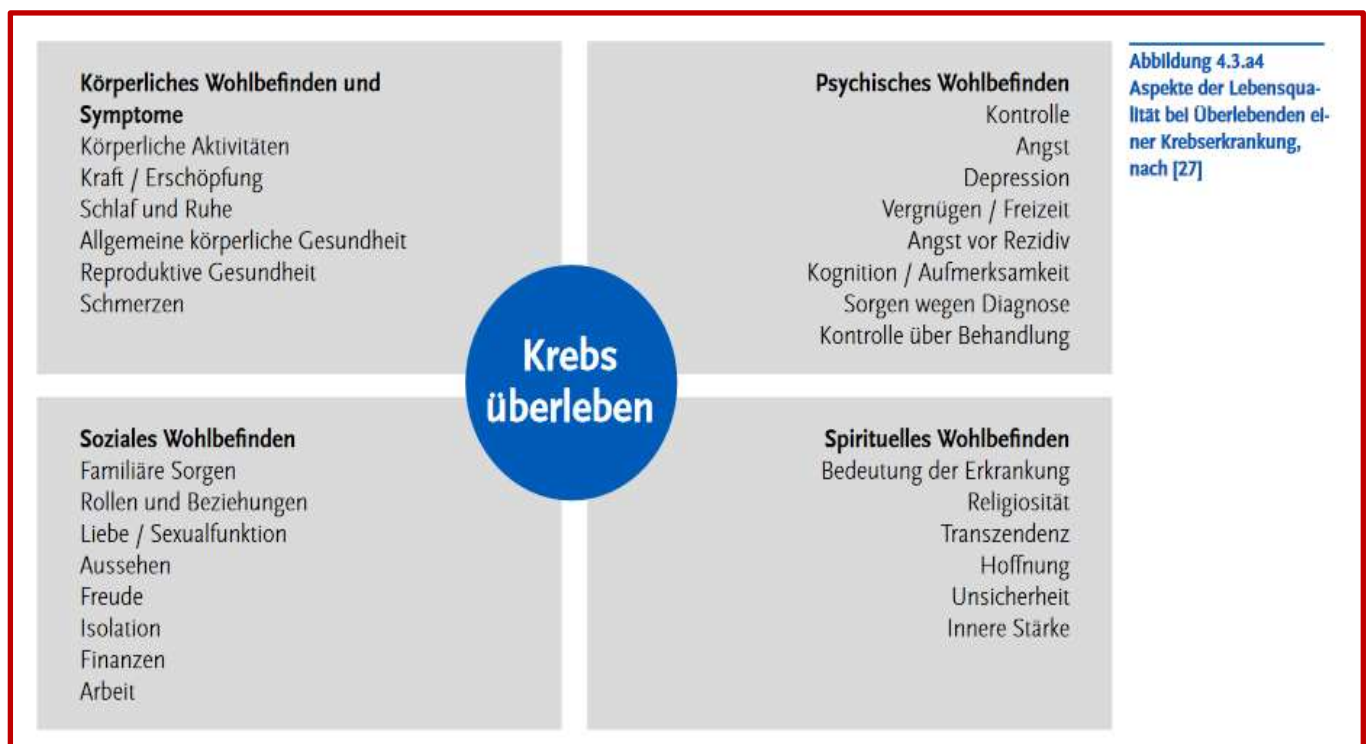 Körperliches Wohlbefinden und
Symptome
Körperliche Aktivitäten
Kraft / Erschöpfung
Schlaf und Ruhe
Allgemeine körperliche Gesundheit
Reproduktive Gesundheit
Schmerzen
Psychisches Wohlbefinden
Kontrolle
Angst
Depression
Vergnügen / Freizeit
Angst vor Rezidiv
Kognition / Aufmerksamkeit
Sorgen wegen Diagnose
Kontrolle über Behandlung
Abbildung 4.3.a4
Aspekte der Lebensqua-
lität bei Überlebenden ei-
ner Krebserkrankung,
nach [27]
Krebs
überleben
Soziales Wohlbefinden
Familiäre Sorgen
Rollen und Beziehungen
Liebe / Sexualfunktion
Aussehen
Freude
Isolation
Finanzen
Arbeit
Spirituelles Wohlbefinden
Bedeutung der Erkrankung
Religiosität
Transzendenz
Hoffnung
Unsicherheit
Innere Stärke